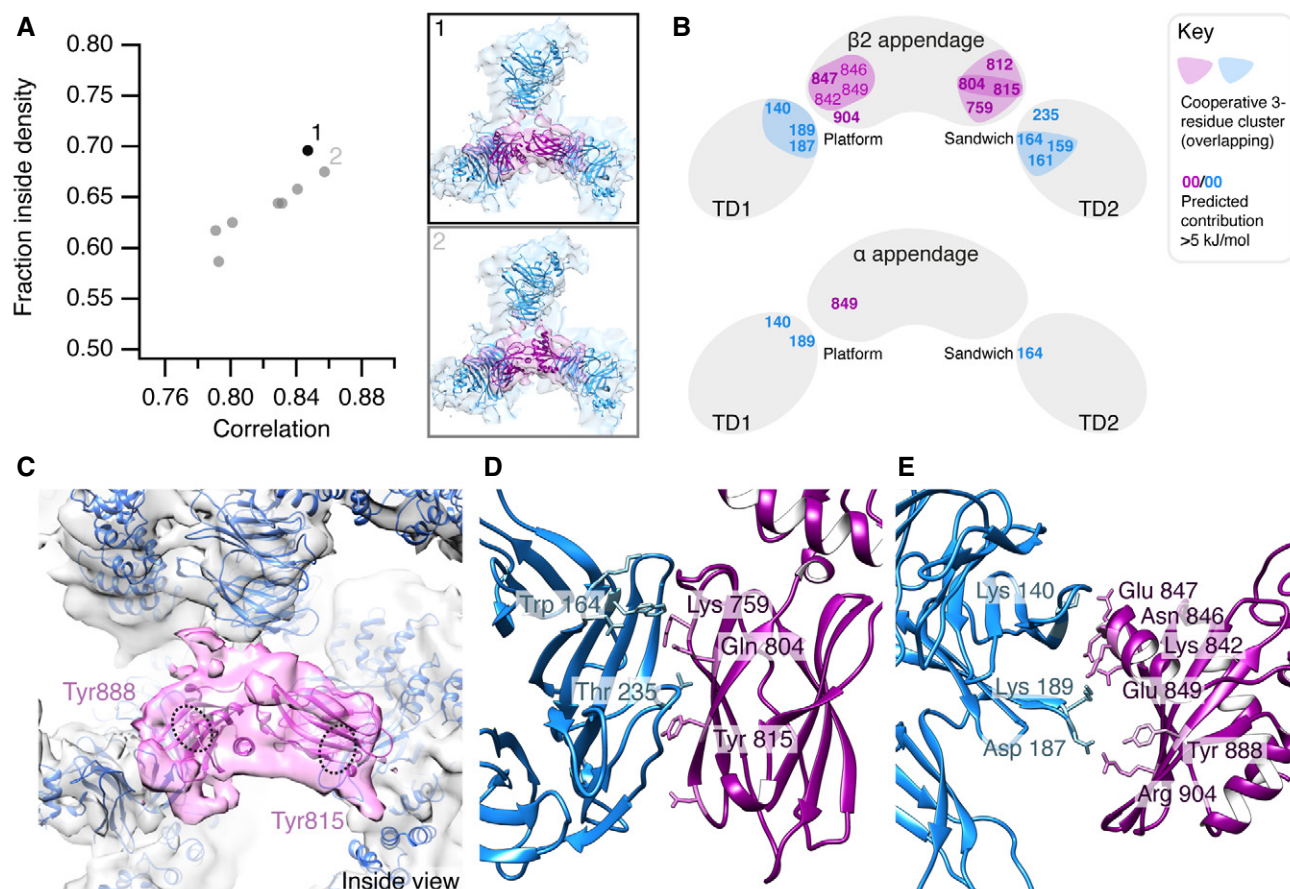 A
Fraction inside density
0.80
0.75
0.70
0.65
0.60
0.55
0.50
1
2
0.76 0.80 0.84 0.88
Correlation
1
2
B
β2 appendage
846
847
849
842
904
140
189
187
Platform
TD1
812
804 815
759
235
164 159
161
Sandwich
TD2
α appendage
849
140
189
Platform
TD1
Sandwich 164
TD2
Key
Cooperative 3-
residue cluster
(overlapping)
00/00
Predicted
contribution
>5 kJ/mol
C
Tyr888
Tyr815
Inside view
D
Trp 164
Lys 759
Gln 804
Thr 235
Tyr 815
E
Lys 140
Glu 847
Asn 846
Lys 842
Lys 189
Glu 849
Asp 187
Tyr 888
Arg 904